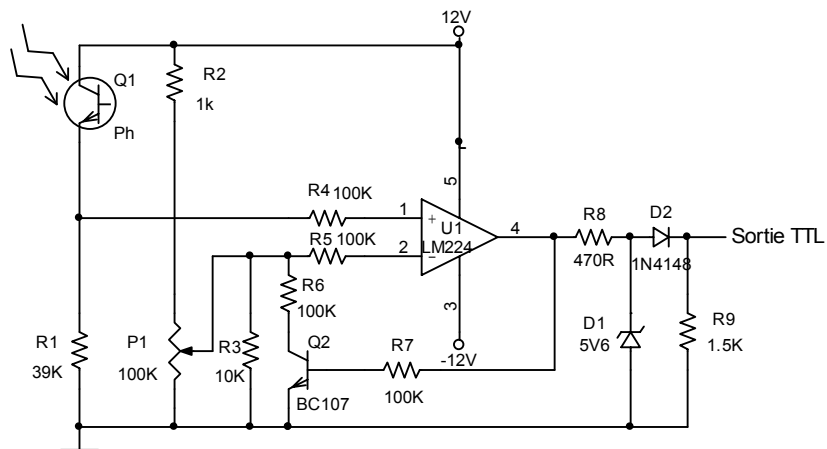 12V
Q1
Ph
R2
1k
R4 100K
1
5
+
U1
LM224
4
R8
470R
D2
1N4148
Sortie TTL
R5 100K
2
−
3
-12V
R6
100K
R1
39K
P1
100K
R3
10K
Q2
BC107
R7
100K
D1
5V6
R9
1.5K